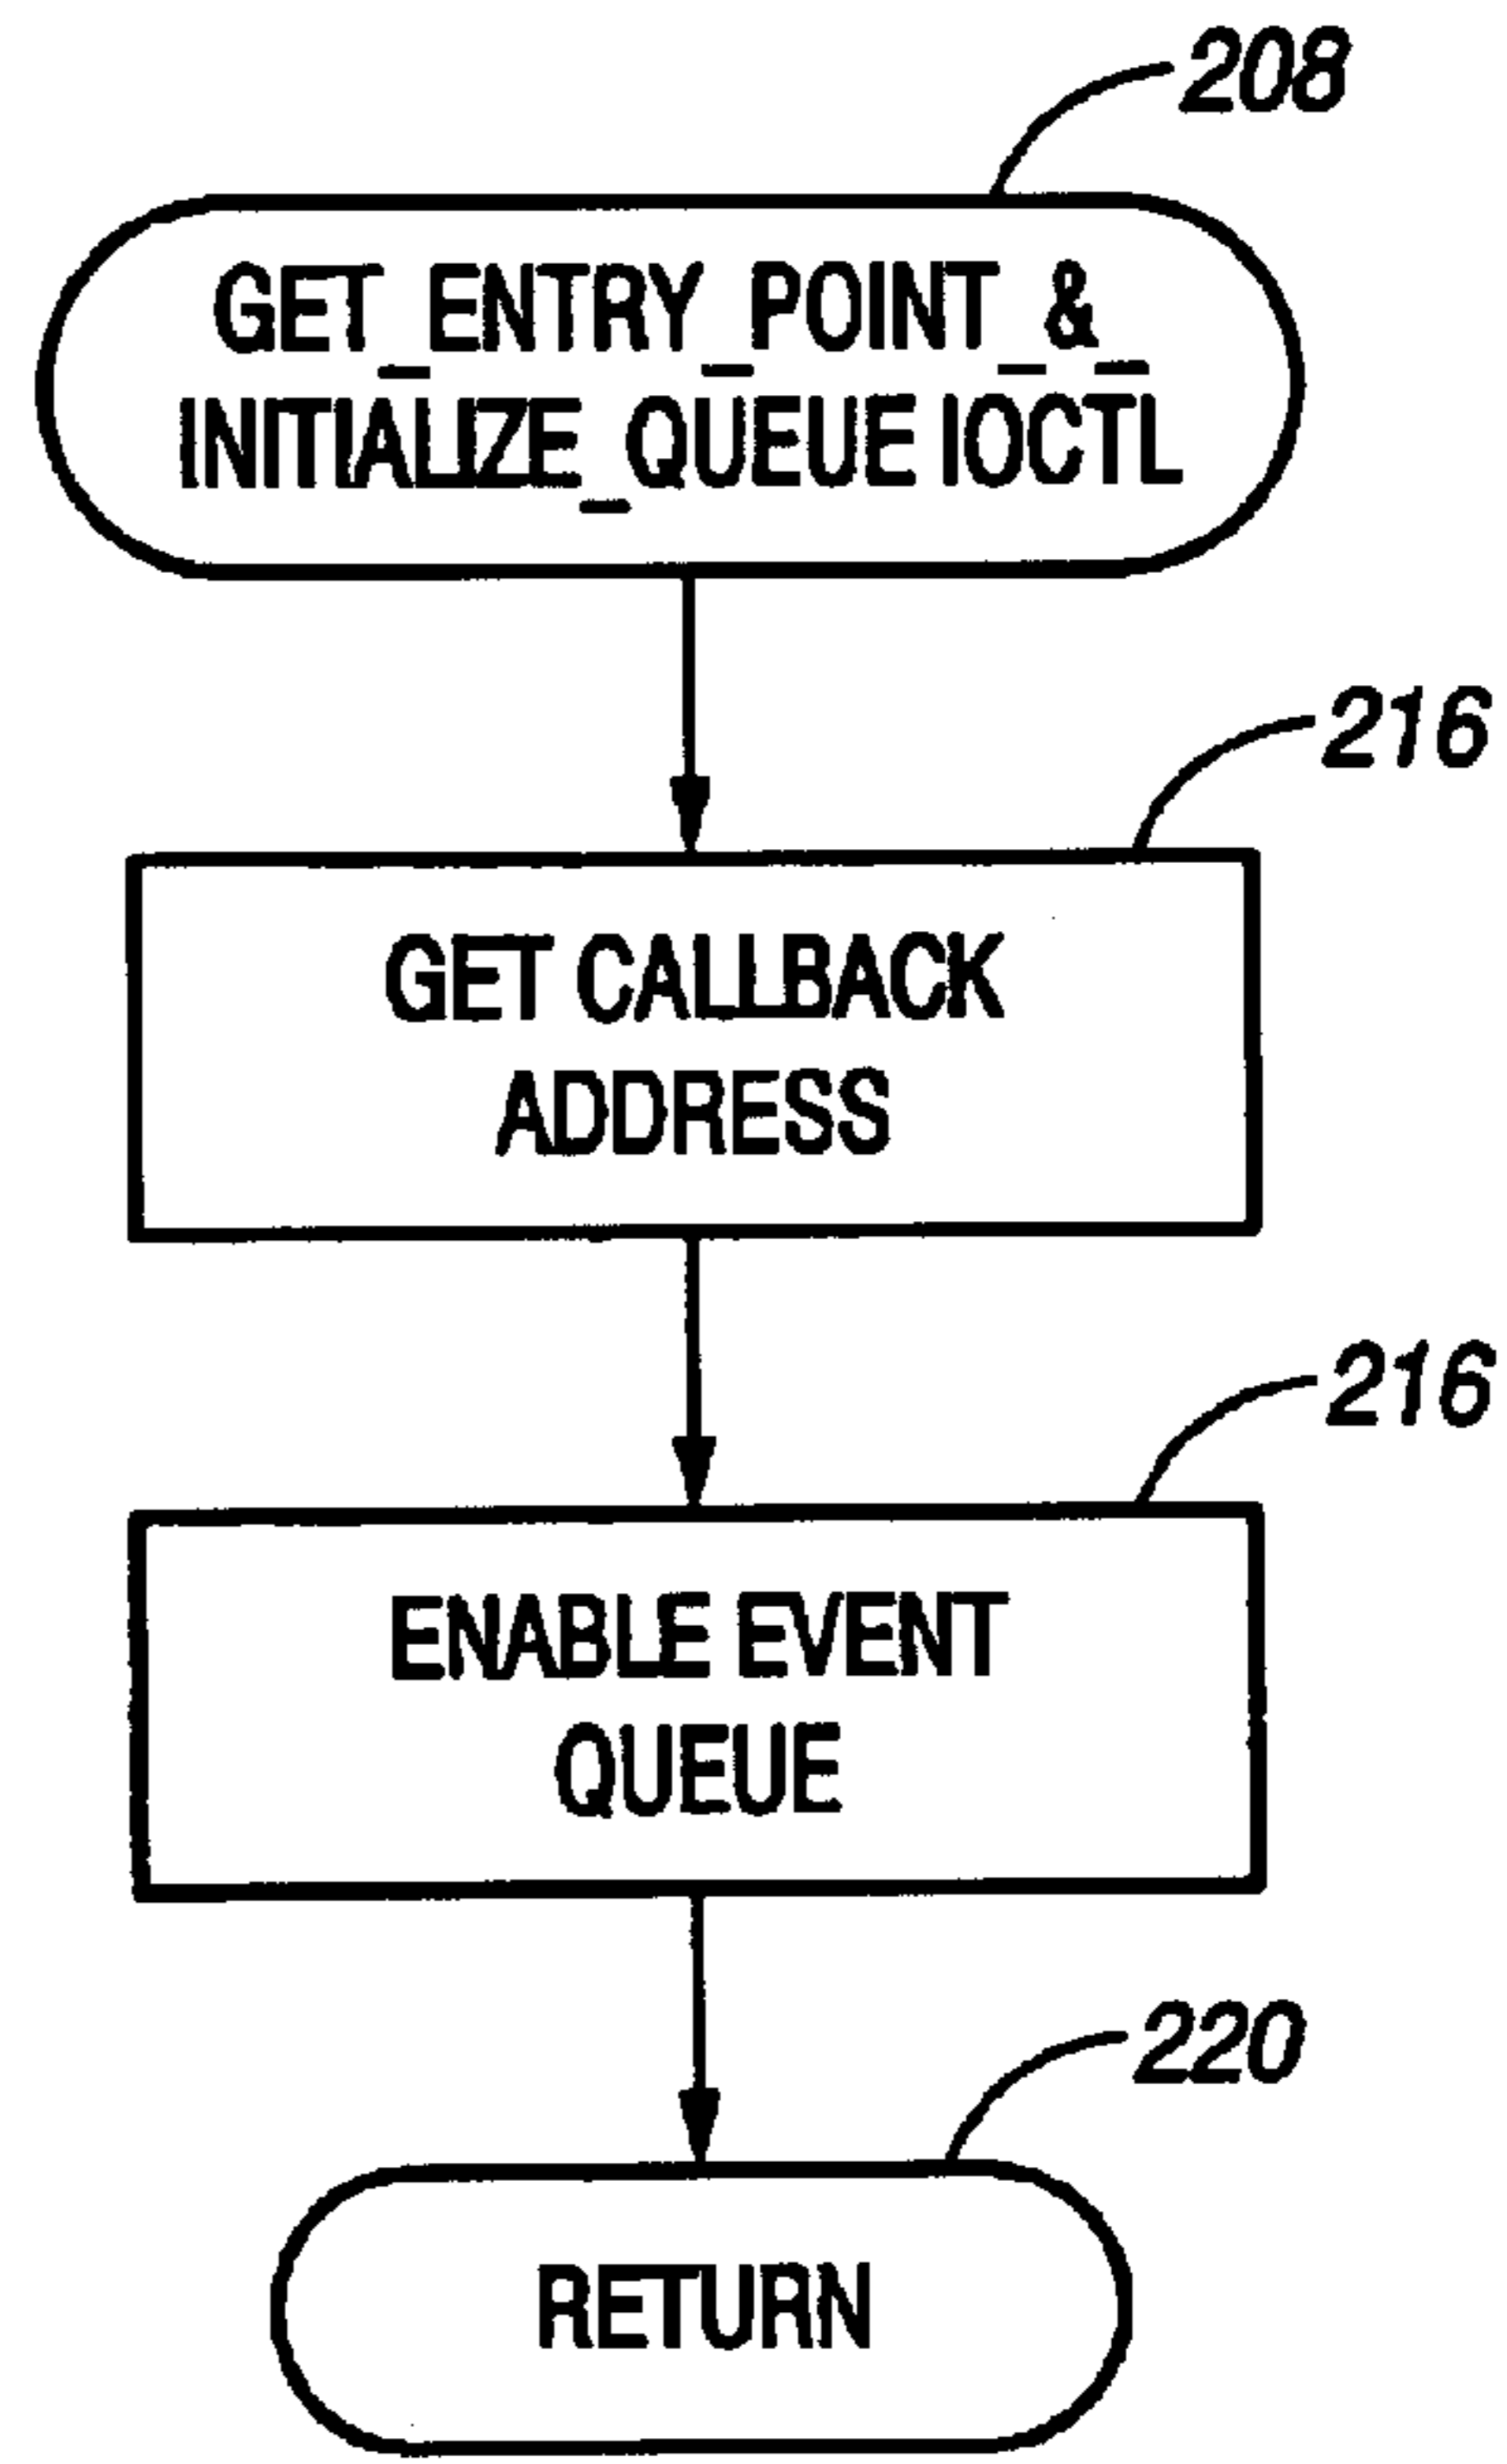 208
GET_ENTRY_POINT_&_
INITIALIZE_QUEUE IOCTL
216
GET CALLBACK
ADDRESS
216
ENABLE EVENT
QUEUE
220
RETURN